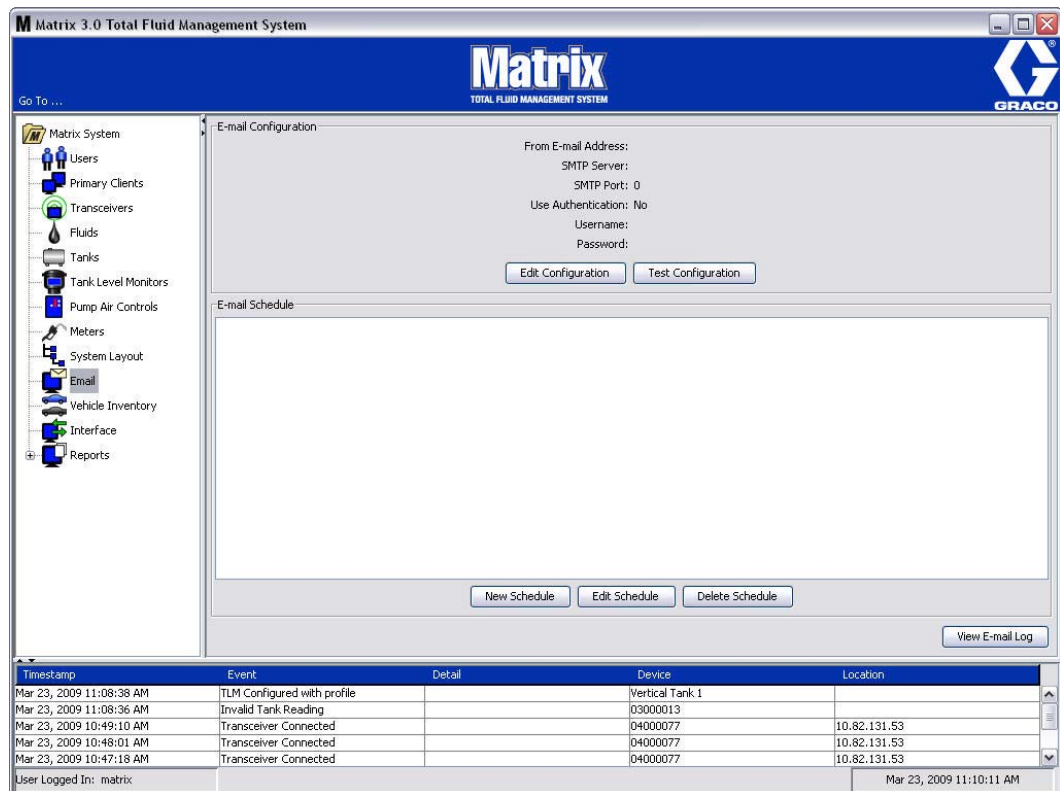 Matrix 3.0 Total Fluid Management System
Matrix
TOTAL FLUID MANAGEMENT SYSTEM
Go To ...
GRACO
Matrix System
Users
Primary Clients
Transceivers
Fluids
Tanks
Tank Level Monitors
Pump Air Controls
Meters
System Layout
Email
Vehicle Inventory
Interface
Reports
E-mail Configuration
From E-mail Address:
SMTP Server:
SMTP Port: 0
Use Authentication: No
Username:
Password:
Edit Configuration Test Configuration
E-mail Schedule
New Schedule Edit Schedule Delete Schedule
View E-mail Log
Timestamp Event Detail Device Location
Mar 23, 2009 11:08:38 AM TLM Configured with profile Vertical Tank 1
Mar 23, 2009 11:08:36 AM Invalid Tank Reading 03000013
Mar 23, 2009 10:49:10 AM Transceiver Connected 04000077 10.82.131.53
Mar 23, 2009 10:48:01 AM Transceiver Connected 04000077 10.82.131.53
Mar 23, 2009 10:47:18 AM Transceiver Connected 04000077 10.82.131.53
User Logged In: matrix Mar 23, 2009 11:10:11 AM